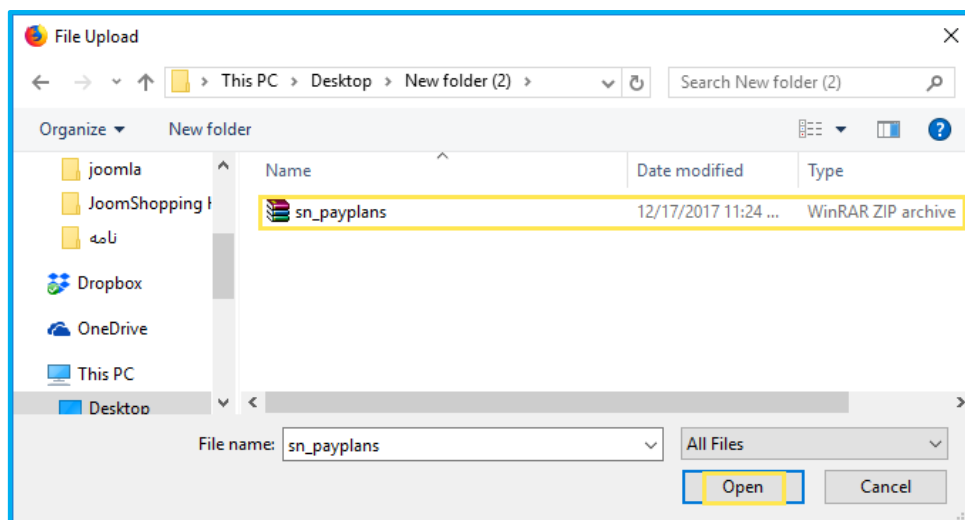 File Upload
This PC > Desktop > New folder (2) >
Search New folder (2)
Organize
New folder
joomla
JoomShopping
نامه
Dropbox
OneDrive
This PC
Desktop
Name
Date modified
Type
sn_payplans
12/17/2017 11:24 ...
WinRAR ZIP archive
File name:
sn_payplans
All Files
Open
Cancel